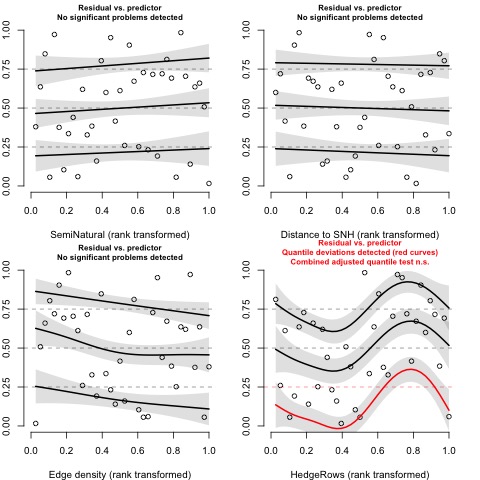 Residual vs. predictor
No significant problems detected
0.00 0.25 0.50 0.75 1.00
0.0 0.2 0.4 0.6 0.8 1.0
SemiNatural (rank transformed)
Residual vs. predictor
No significant problems detected
0.00 0.25 0.50 0.75 1.00
0.0 0.2 0.4 0.6 0.8 1.0
Distance to SNH (rank transformed)
Residual vs. predictor
No significant problems detected
0.00 0.25 0.50 0.75 1.00
0.0 0.2 0.4 0.6 0.8 1.0
Edge density (rank transformed)
Residual vs. predictor
Quantile deviations detected (red curves)
Combined adjusted quantile test n.s.
0.00 0.25 0.50 0.75 1.00
0.0 0.2 0.4 0.6 0.8 1.0
HedgeRows (rank transformed)